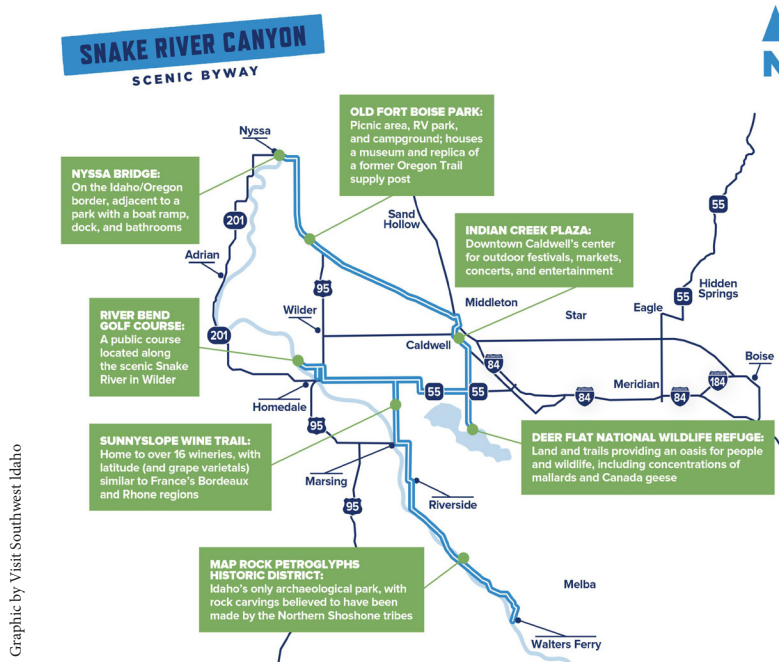 SNAKE RIVER CANYON
SCENIC BYWAY
N
OLD FORT BOISE PARK:
Picnic area, RV park,
and campground; houses
a museum and replica of
a former Oregon Trail
supply post
Nyssa
NYSSA BRIDGE:
On the Idaho/Oregon
border, adjacent to a
park with a boat ramp,
dock, and bathrooms
201
Adrian
Sand
Hollow
INDIAN CREEK PLAZA:
Downtown Caldwell's center
for outdoor festivals, markets,
concerts, and entertainment
55
95
Hidden
Springs
55
Middleton
Star
Eagle
RIVER BEND
GOLF COURSE:
A public course
located along
the scenic Snake
River in Wilder
Wilder
201
Caldwell
Boise
84
Meridian
184
84
84
55
55
Homedale
95
SUNNYSLOPE WINE TRAIL:
Home to over 16 wineries, with
latitude (and grape varietals)
similar to France's Bordeaux
and Rhone regions
DEER FLAT NATIONAL WILDLIFE REFUGE:
Land and trails providing an oasis for people
and wildlife, including concentrations of
mallards and Canada geese
Marsing
95
Riverside
MAP ROCK PETROGLYPHS
HISTORIC DISTRICT:
Idaho's only archaeological park, with
rock carvings believed to have been
made by the Northern Shoshone tribes
Melba
Walters Ferry
Graphic by Visit Southwest Idaho